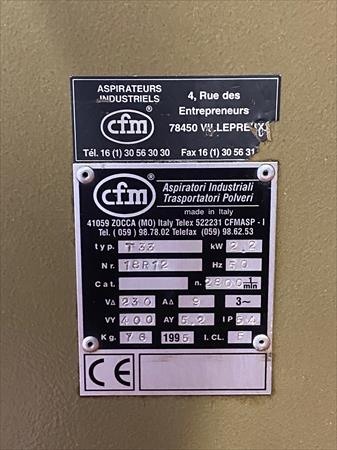 ASPIRATEURS
INDUSTRIELS
cfm®
4, Rue des
Entrepreneurs
78450 VILLEPREUX
Tél. 16 (1) 30 56 30 30 Fax 16 (1) 30 56 31
cfm®
Aspiratori Industriali
Trasportatori Polveri
made in Italy
41059 ZOCCA (MO) Italy Telex 522231 CFMASP - I
Tel. ( 059 ) 98.78.02 Telefax (059) 98.62.53
typ. T33 kW 2,2
Nr. 18R12 Hz 50
Cat. n. 2800 1/min
V∆ 230 A∆ 9 3~
VY 400 AY 5,2 IP 54
Kg. 76 1995 I. CL. F
CE